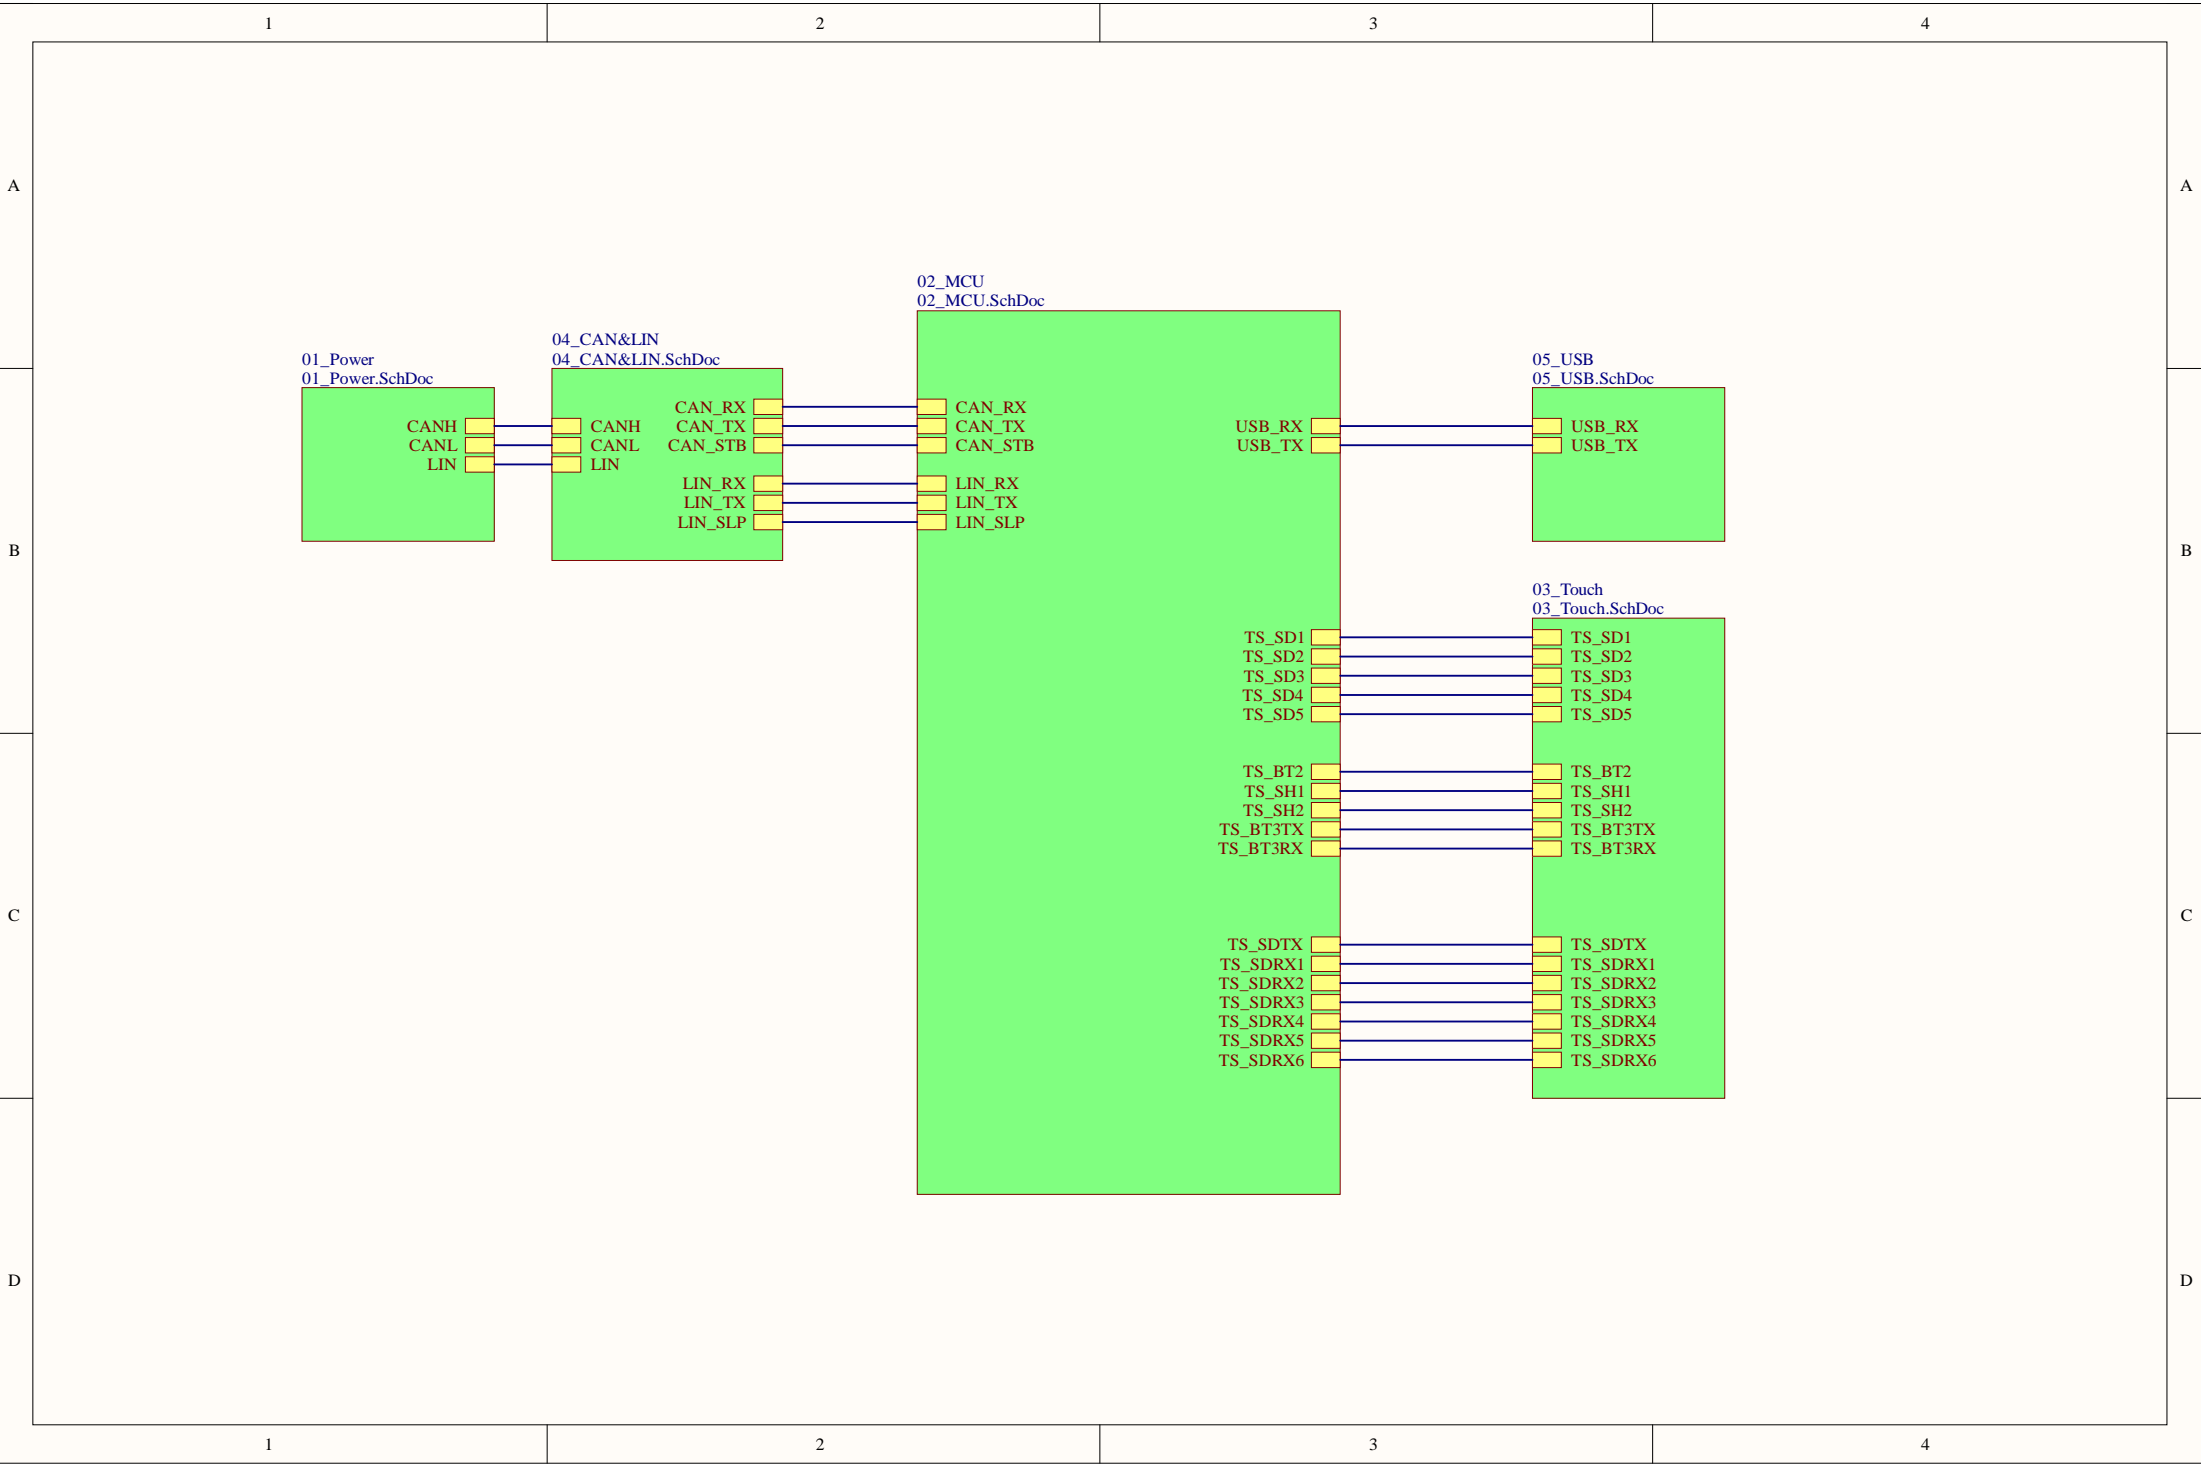 1
2
3
4
A
A
02_MCU
02_MCU.SchDoc
04_CAN&LIN
04_CAN&LIN.SchDoc
01_Power
01_Power.SchDoc
05_USB
05_USB.SchDoc
CANH
CANL
LIN
CANH
CANL
LIN
CAN_RX
CAN_TX
CAN_STB
LIN_RX
LIN_TX
LIN_SLP
CAN_RX
CAN_TX
CAN_STB
LIN_RX
LIN_TX
LIN_SLP
USB_RX
USB_TX
USB_RX
USB_TX
B
B
03_Touch
03_Touch.SchDoc
TS_SD1
TS_SD2
TS_SD3
TS_SD4
TS_SD5
TS_BT2
TS_SH1
TS_SH2
TS_BT3TX
TS_BT3RX
TS_SDTX
TS_SDRX1
TS_SDRX2
TS_SDRX3
TS_SDRX4
TS_SDRX5
TS_SDRX6
TS_SD1
TS_SD2
TS_SD3
TS_SD4
TS_SD5
TS_BT2
TS_SH1
TS_SH2
TS_BT3TX
TS_BT3RX
TS_SDTX
TS_SDRX1
TS_SDRX2
TS_SDRX3
TS_SDRX4
TS_SDRX5
TS_SDRX6
C
C
D
D
1
2
3
4